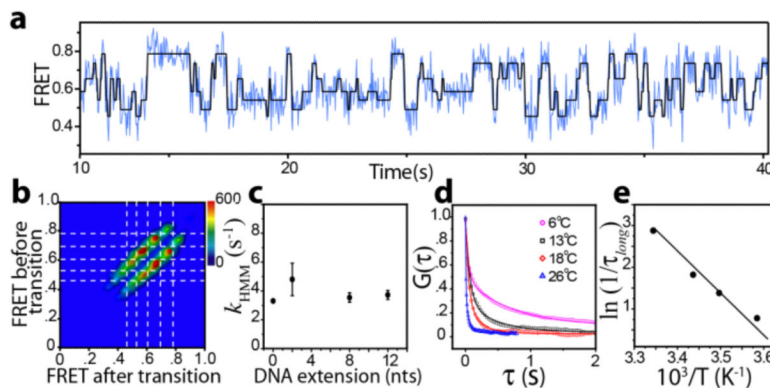 a
FRET
0.8
0.6
0.4
10
20
30
40
Time(s)
b
FRET before
transition
1.0
.8
.6
.4
.2
.0
0
.2
.4
.6
.8
1.0
FRET after transition
600
0
c
k_HMM (s⁻¹)
6
4
2
0
0
4
8
12
DNA extension (nts)
d
G(τ)
1.0
0.8
0.6
0.4
0.2
0.0
6°C
13°C
18°C
26°C
0
1
2
τ (s)
e
ln (1/τ_long)
3
2
1
3.3
3.4
3.5
3.6
10³/T (K⁻¹)